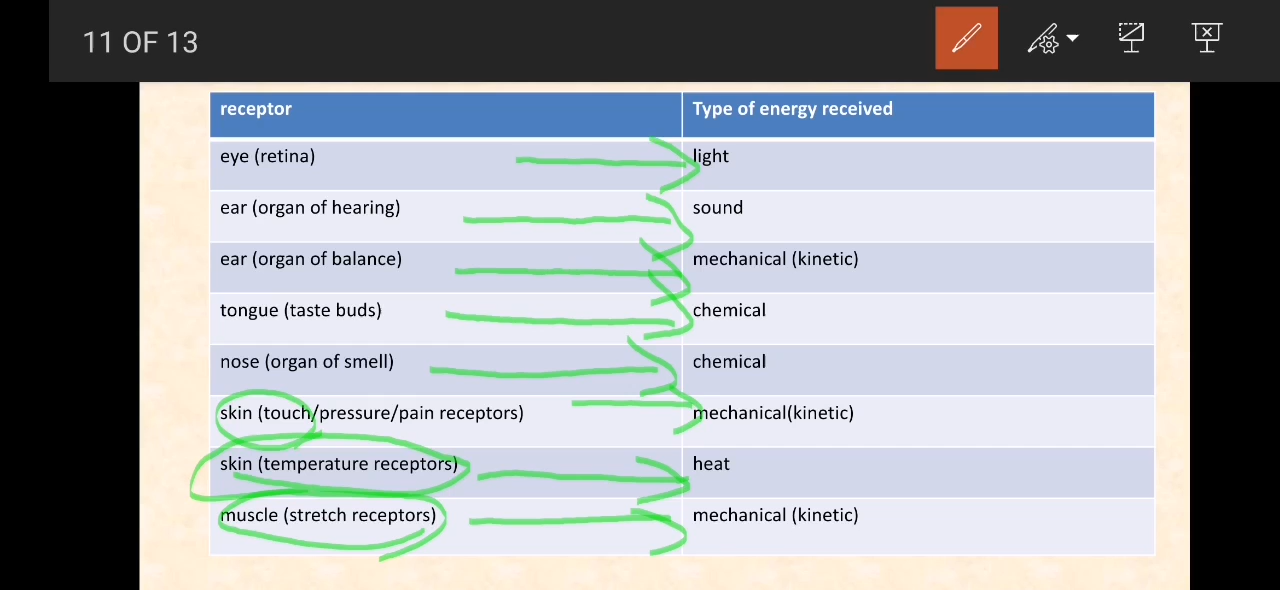 11 OF 13
receptor Type of energy received
eye (retina) light
ear (organ of hearing) sound
ear (organ of balance) mechanical (kinetic)
tongue (taste buds) chemical
nose (organ of smell) chemical
skin (touch/pressure/pain receptors) mechanical(kinetic)
skin (temperature receptors) heat
muscle (stretch receptors) mechanical (kinetic)